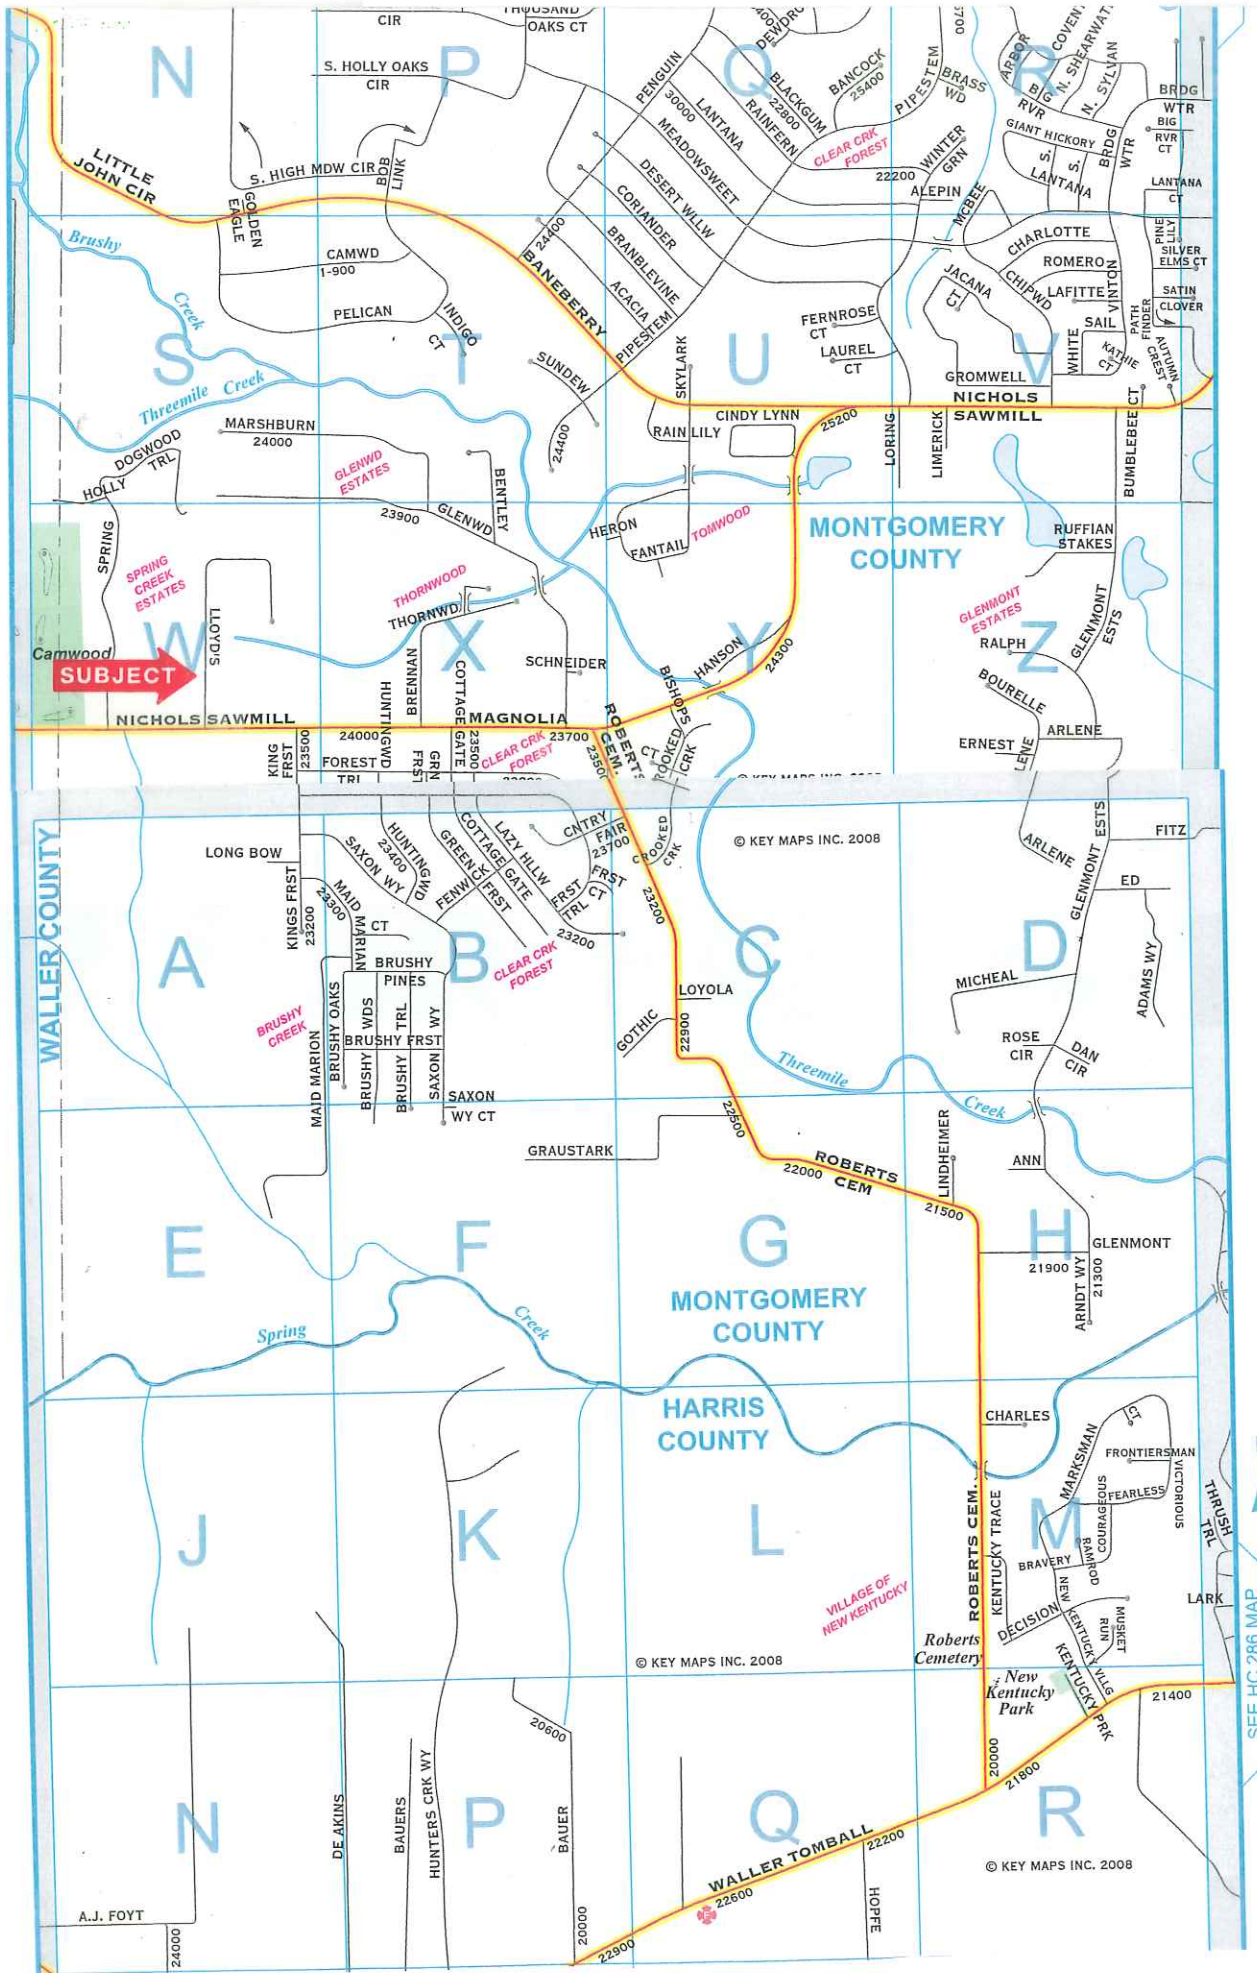 THOUSAND
OAKS CT
CIR
N
P
Q
R
S. HOLLY OAKS
CIR
PENGUIN
30000
LANTANA
RAINFERN
BLACKGUM
22800
BANCOCK
25400
PIPESTEM
BRASS
WD
ARBOR
BIG
RVR
N. SYLVAN
BRDG
WTR
BIG
RVR
CT
GIANT HICKORY
BRDG
WTR
S.
LANTANA
S.
LANTANA
CT
MEADOWSWEET
DESERT WLLW
CORIANDER
BRANBLEVINE
ACACIA
PIPESTEM
CLEAR CRK
FOREST
22200
WINTER
GRN
ALEPIN
MCBEE
LITTLE
JOHN CIR
S. HIGH MDW CIR
BOB
LINK
GOLDEN
EAGLE
CAMWD
1-900
PELICAN
INDIGO
CT
24400
BANEBERRY
Brushy
Creek
CHARLOTTE
ROMERO
LAFITTE
VINTON
CHIPWD
JACANA
CT
PINE
LILY
SILVER
ELMS CT
SATIN
CLOVER
PATH
FINDER
SAIL
WHITE
KATHIE
CT
AUTUMN
CREST
FERNROSE
CT
LAUREL
CT
S
T
U
V
SUNDEW
24400
SKYLARK
GROMWELL
NICHOLS
SAWMILL
Threemile Creek
MARSHBURN
24000
DOGWOOD
TRL
HOLLY
GLENWD
ESTATES
CINDY LYNN
RAIN LILY
25200
LORING
LIMERICK
BUMBLEBEE CT
SPRING
23900
GLENWD
BENTLEY
HERON
FANTAIL
TOMWOOD
MONTGOMERY
COUNTY
RUFFIAN
STAKES
SPRING
CREEK
ESTATES
THORNWOOD
THORNWD
LLOYD'S
GLENMONT
ESTATES
GLENMONT
ESTS
W
X
Y
Z
Camwood
SUBJECT
BRENNAN
COTTAGE
GATE
SCHNEIDER
BISHOPS
HANSON
24300
RALPH
BOURELLE
ARLENE
ERNEST
NICHOLS SAWMILL
HUNTINGWD
24000
MAGNOLIA
23700
23500
ROBERTS
CEM.
23500
KING
FRST
23500
FOREST
TRL
GRN
FRST
CLEAR CRK
FOREST
CT
CROOKED
CRK
WALLER COUNTY
LONG BOW
KINGS FRST
23200
MAID
MARIAN
23300
CT
SAXON WY
HUNTINGWD
23400
FENWICK
GREEN
FRST
COTTAGE
GATE
LAZY HLLW
CNTRY
FAIR
23700
CROOKED
CRK
FRST
CT
FRST
TRL
23200
23200
CLEAR CRK
FOREST
© KEY MAPS INC. 2008
ARLENE
GLENMONT ESTS
FITZ
ED
ADAMS WY
A
B
C
D
BRUSHY
PINES
BRUSHY
CREEK
MAID MARION
BRUSHY OAKS
BRUSHY WDS
BRUSHY TRL
BRUSHY FRST
SAXON WY
SAXON
WY CT
LOYOLA
GOTHIC
22900
MICHEAL
ROSE
CIR
DAN
CIR
Threemile
Creek
GRAUSTARK
22500
22000
ROBERTS
CEM
LINDHEIMER
21500
ANN
GLENMONT
21900
ARNDT WY
21300
E
F
G
H
MONTGOMERY
COUNTY
Spring
Creek
HARRIS
COUNTY
CHARLES
MARKSMAN
CT
FRONTIERSMAN
VICTORIOUS
FEARLESS
COURAGEOUS
RAMROD
BRAVERY
THRUSH
TRL
LARK
J
K
L
M
ROBERTS CEM.
KENTUCKY TRACE
VILLAGE OF
NEW KENTUCKY
DECISION
NEW
KENTUCKY
VLLG
MUSKET
RUN
KENTUCKY PRK
Roberts
Cemetery
New
Kentucky
Park
© KEY MAPS INC. 2008
SEE HC 286 MAP
21400
20000
21800
20600
DE AKINS
BAUERS
HUNTERS CRK WY
BAUER
20000
N
P
Q
R
WALLER TOMBALL
22200
22600
22900
HOPFE
A.J. FOYT
24000
© KEY MAPS INC. 2008